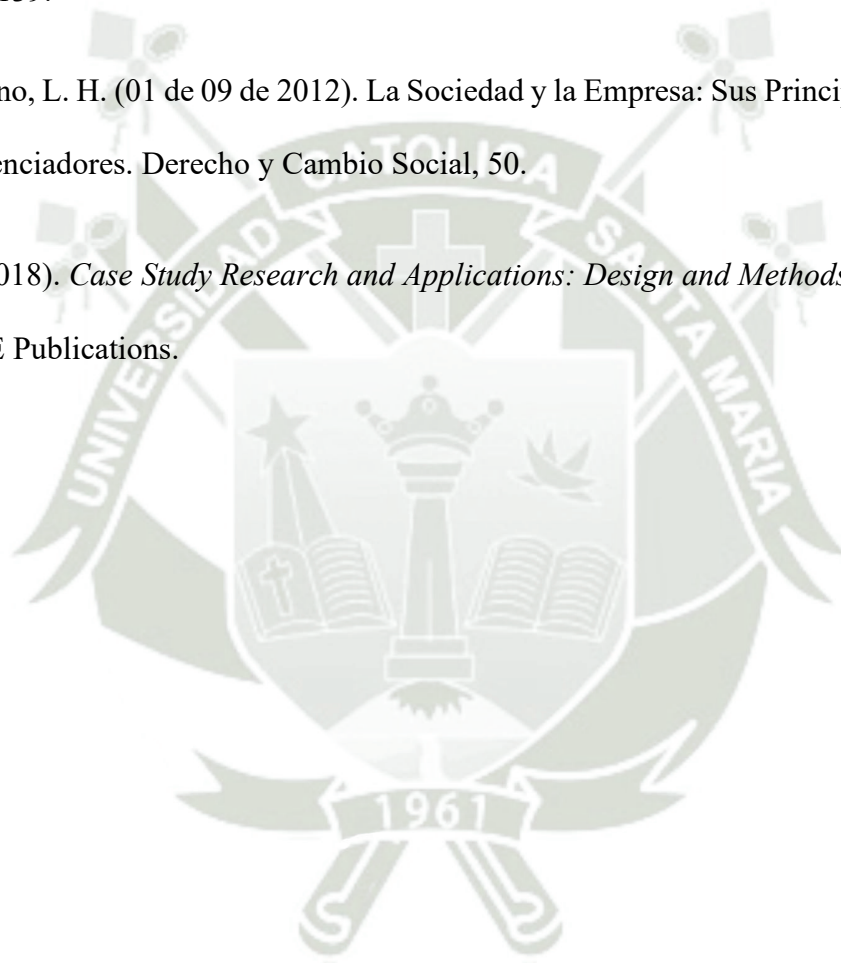 no, L. H. (01 de 09 de 2012). La Sociedad y la Empresa: Sus Princip
enciadores. Derecho y Cambio Social, 50.
018). Case Study Research and Applications: Design and Methods
E Publications.
UNIVERSIDAD CATOLICA SANTA MARIA
1961